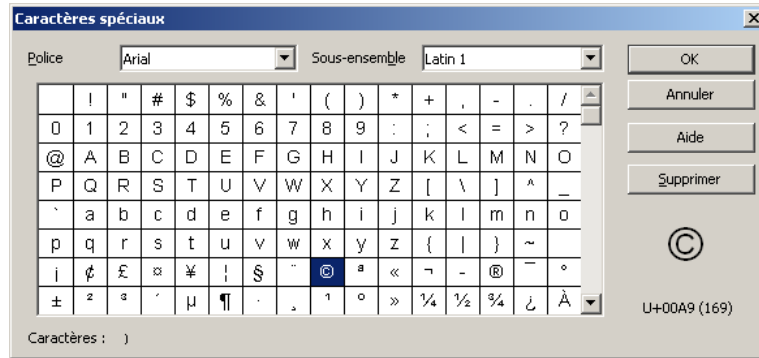 Caractères spéciaux
Police Arial Sous-ensemble Latin 1 OK
! " # $ % & ' ( ) * + , - . / Annuler
0 1 2 3 4 5 6 7 8 9 : ; < = > ? Aide
@ A B C D E F G H I J K L M N O
P Q R S T U V W X Y Z [ \ ] ^ _ Supprimer
` a b c d e f g h i j k l m n o
p q r s t u v w x y z { | } ~
¡ ¢ £ ¤ ¥ ¦ § ¨ © ª « ¬ - ® ¯ ° ©
± ² ³ ´ µ ¶ · ¸ ¹ º » ¼ ½ ¾ ¿ À U+00A9 (169)
Caractères : )